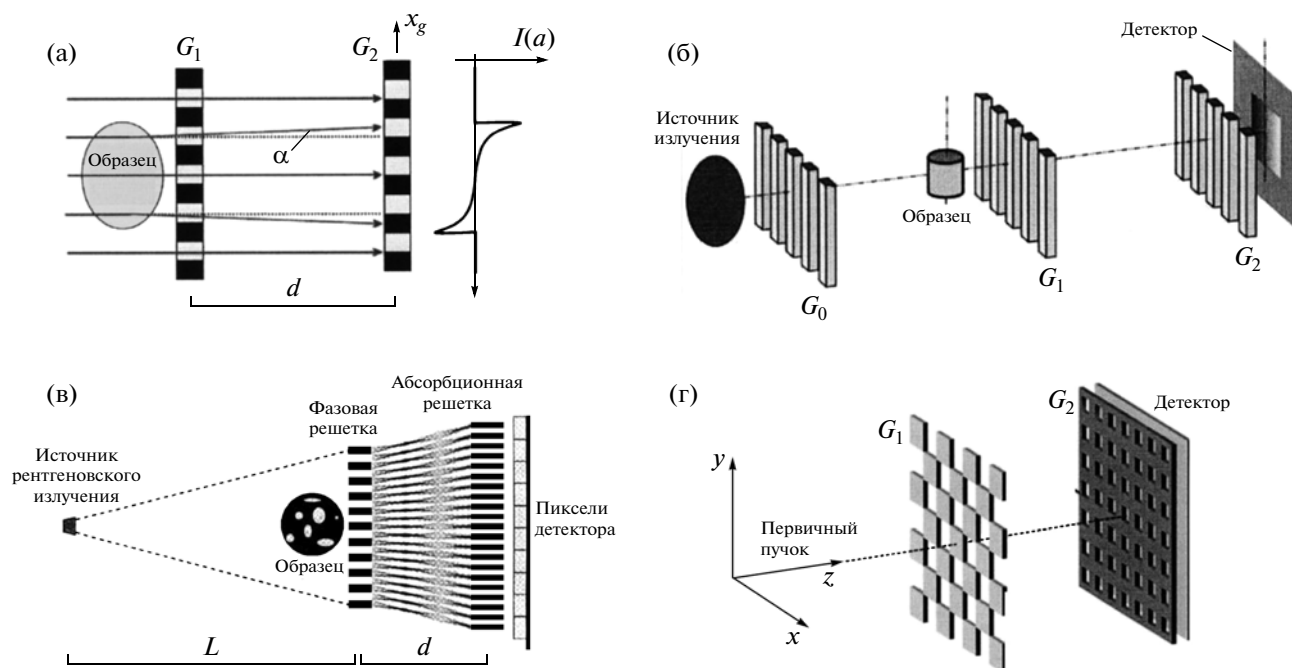 (а)
G₁
G₂
x_g
I(a)
Образец
α
d
(б)
Детектор
Источник
излучения
Образец
G₀
G₁
G₂
(в)
Абсорбционная
решетка
Фазовая
решетка
Источник
рентгеновского
излучения
Образец
Пиксели
детектора
L
d
(г)
G₁
G₂
Детектор
y
Первичный
пучок
z
x